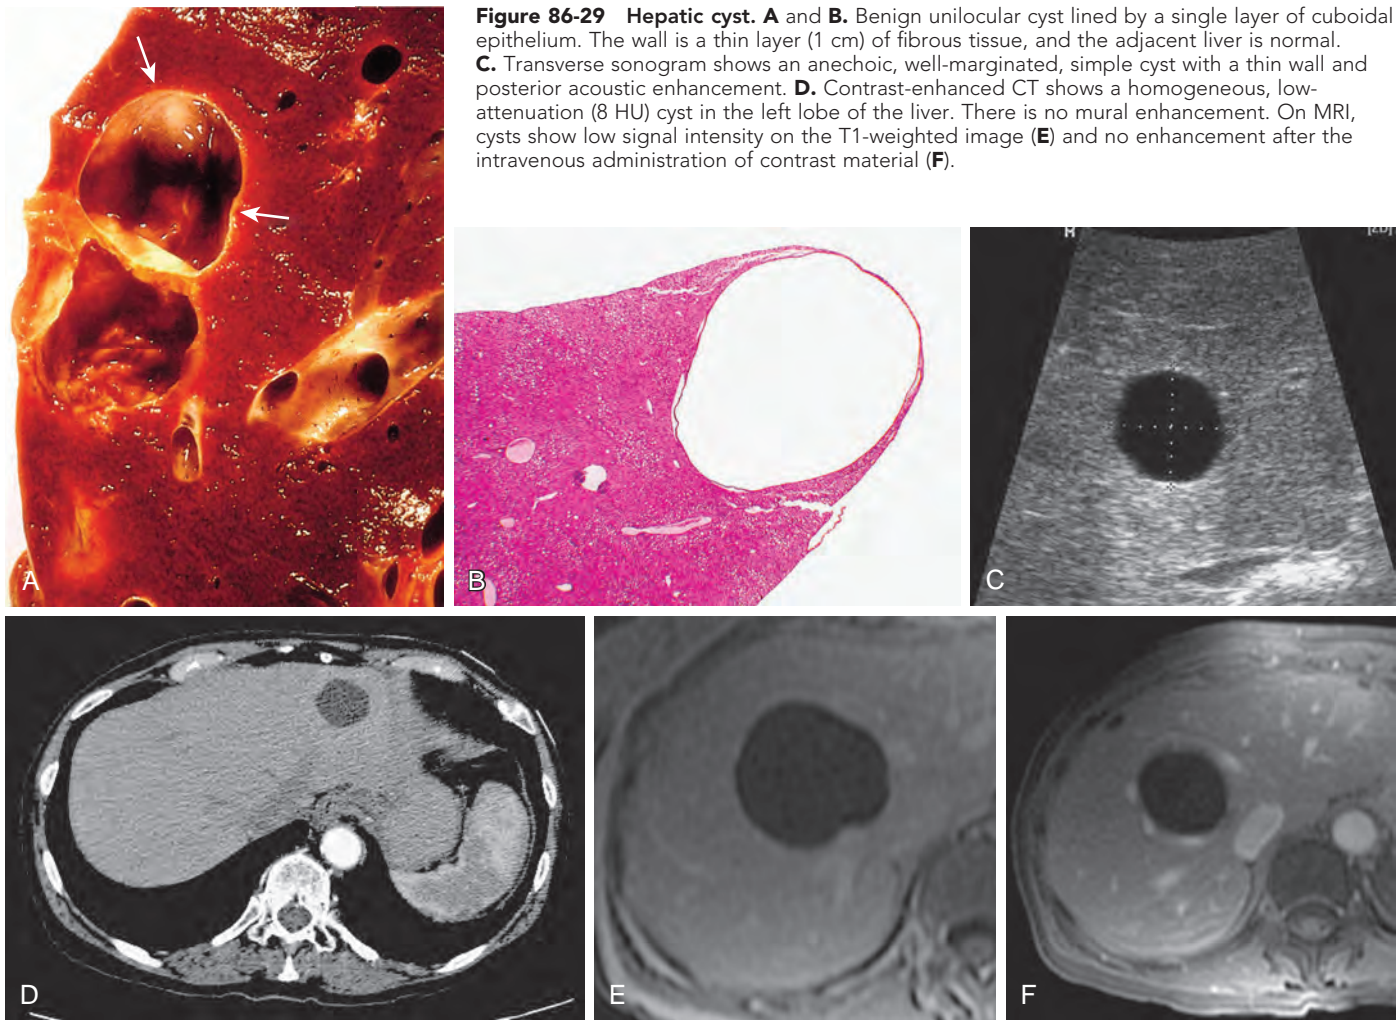 Figure 86-29 Hepatic cyst. A and B. Benign unilocular cyst lined by a single layer of cuboidal
epithelium. The wall is a thin layer (1 cm) of fibrous tissue, and the adjacent liver is normal.
C. Transverse sonogram shows an anechoic, well-marginated, simple cyst with a thin wall and
posterior acoustic enhancement. D. Contrast-enhanced CT shows a homogeneous, low-
attenuation (8 HU) cyst in the left lobe of the liver. There is no mural enhancement. On MRI,
cysts show low signal intensity on the T1-weighted image (E) and no enhancement after the
intravenous administration of contrast material (F).
A
B
C
D
E
F